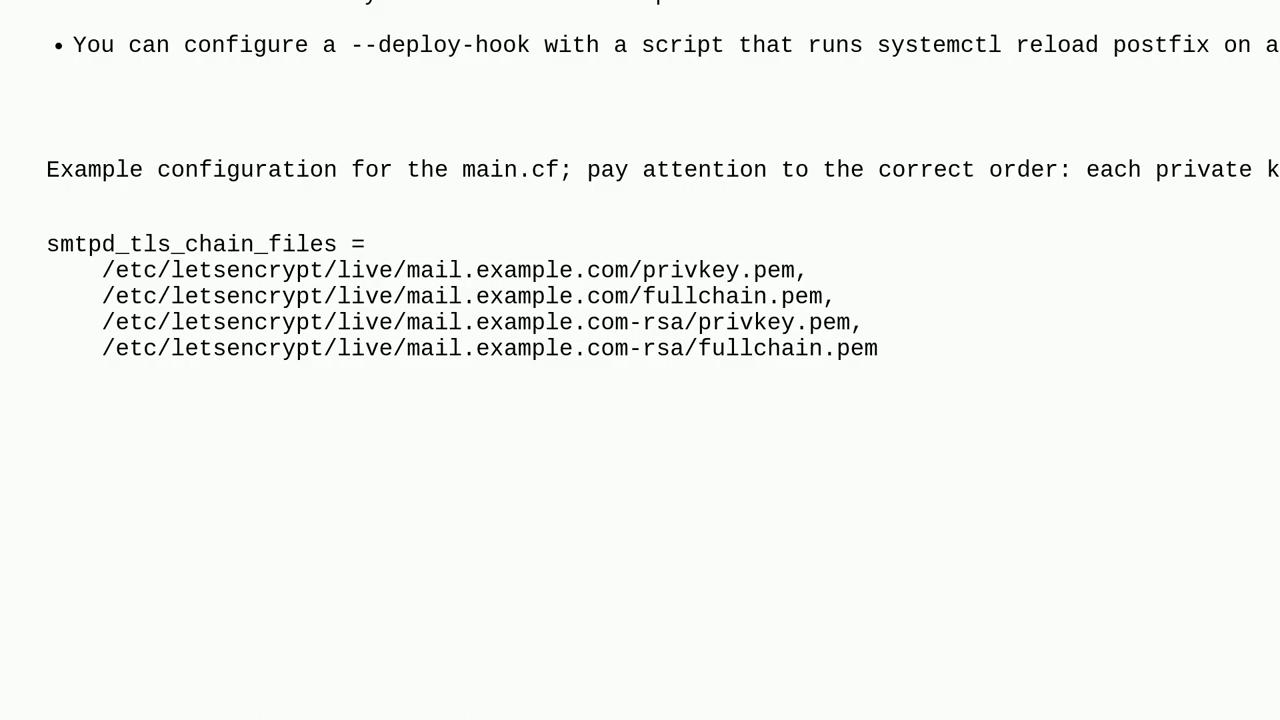 • You can configure a --deploy-hook with a script that runs systemctl reload postfix on a
Example configuration for the main.cf; pay attention to the correct order: each private k
smtpd_tls_chain_files =
    /etc/letsencrypt/live/mail.example.com/privkey.pem,
    /etc/letsencrypt/live/mail.example.com/fullchain.pem,
    /etc/letsencrypt/live/mail.example.com-rsa/privkey.pem,
    /etc/letsencrypt/live/mail.example.com-rsa/fullchain.pem